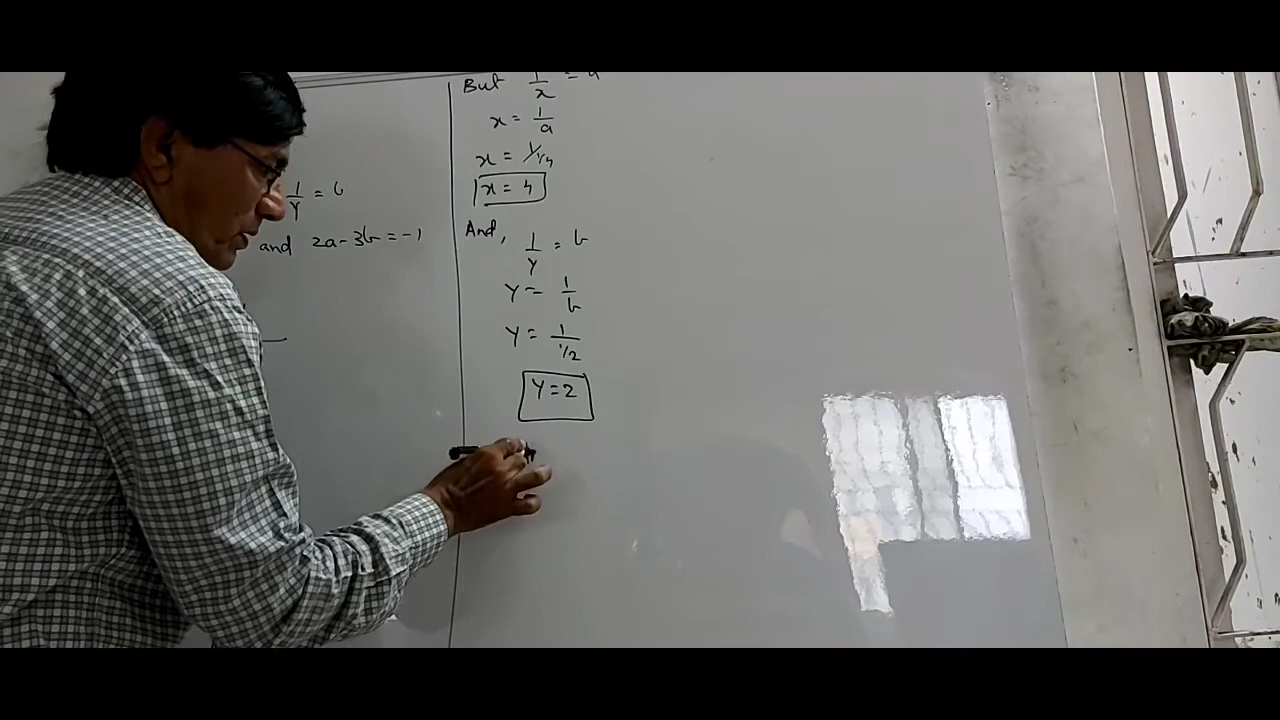 1/Y = b
and 2a-3b = -1
But 1/x = a
x = 1/a
x = 1/1/4
x = 4
And, 1/Y = b
Y = 1/b
Y = 1/1/2
Y = 2